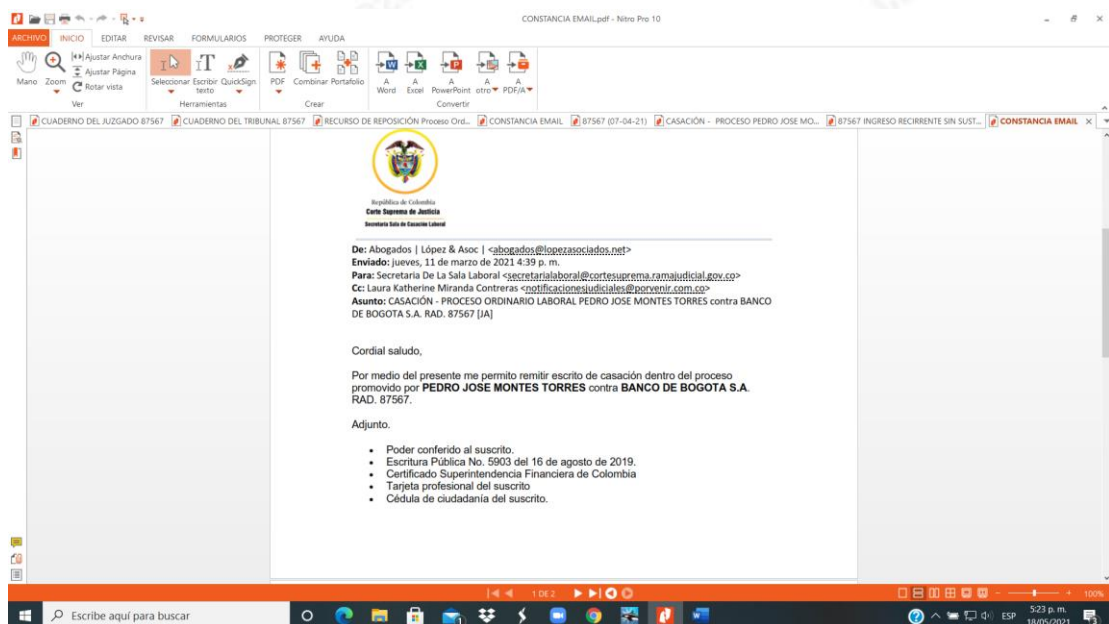 CONSTANCIA EMAIL.pdf - Nitro Pro 10
ARCHIVO INICIO EDITAR REVISAR FORMULARIOS PROTEGER AYUDA
Mano Zoom Ajustar Anchura
Ajustar Página
Rotar vista
Seleccionar Escribir texto QuickSign
PDF Combinar Portafolio
A Word A Excel A PowerPoint A otro A PDF/A
Ver Herramientas Crear Convertir
CUADERNO DEL JUZGADO 87567 CUADERNO DEL TRIBUNAL 87567 RECURSO DE REPOSICIÓN Proceso Ord... CONSTANCIA EMAIL 87567 (07-04-21) CASACIÓN - PROCESO PEDRO JOSE MO... 87567 INGRESO RECIRRENTE SIN SUST... CONSTANCIA EMAIL
República de Colombia
Corte Suprema de Justicia
Secretaría Sala de Casación Laboral
De: Abogados | López & Asoc | <abogados@lopezasociados.net>
Enviado: jueves, 11 de marzo de 2021 4:39 p. m.
Para: Secretaria De La Sala Laboral <secretarialaboral@cortesuprema.ramajudicial.gov.co>
Cc: Laura Katherine Miranda Contreras <notificacionesjudiciales@porvenir.com.co>
Asunto: CASACIÓN - PROCESO ORDINARIO LABORAL PEDRO JOSE MONTES TORRES contra BANCO
DE BOGOTA S.A. RAD. 87567 [JA]
Cordial saludo,
Por medio del presente me permito remitir escrito de casación dentro del proceso
promovido por PEDRO JOSE MONTES TORRES contra BANCO DE BOGOTA S.A.
RAD. 87567.
Adjunto.
• Poder conferido al suscrito.
• Escritura Pública No. 5903 del 16 de agosto de 2019.
• Certificado Superintendencia Financiera de Colombia
• Tarjeta profesional del suscrito
• Cédula de ciudadanía del suscrito.
1 DE 2
100%
Escribe aquí para buscar
ESP
5:23 p. m.
18/05/2021